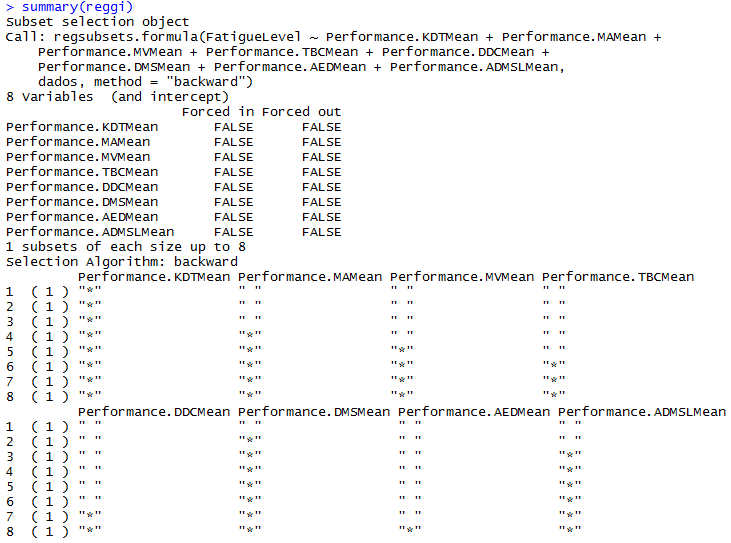 > summary(reggi)
Subset selection object
Call: regsubsets.formula(FatigueLevel ~ Performance.KDTMean + Performance.MAMean +
    Performance.MVMean + Performance.TBCMean + Performance.DDCMean +
    Performance.DMSMean + Performance.AEDMean + Performance.ADMSLMean,
    dados, method = "backward")
8 Variables  (and intercept)
                      Forced in Forced out
Performance.KDTMean       FALSE      FALSE
Performance.MAMean        FALSE      FALSE
Performance.MVMean        FALSE      FALSE
Performance.TBCMean       FALSE      FALSE
Performance.DDCMean       FALSE      FALSE
Performance.DMSMean       FALSE      FALSE
Performance.AEDMean       FALSE      FALSE
Performance.ADMSLMean     FALSE      FALSE
1 subsets of each size up to 8
Selection Algorithm: backward
         Performance.KDTMean Performance.MAMean Performance.MVMean Performance.TBCMean
1  ( 1 ) "*"                 " "                " "                " "
2  ( 1 ) "*"                 " "                " "                " "
3  ( 1 ) "*"                 " "                " "                " "
4  ( 1 ) "*"                 "*"                " "                " "
5  ( 1 ) "*"                 "*"                "*"                " "
6  ( 1 ) "*"                 "*"                "*"                "*"
7  ( 1 ) "*"                 "*"                "*"                "*"
8  ( 1 ) "*"                 "*"                "*"                "*"
         Performance.DDCMean Performance.DMSMean Performance.AEDMean Performance.ADMSLMean
1  ( 1 ) " "                 " "                 " "                 " "
2  ( 1 ) " "                 "*"                 " "                 " "
3  ( 1 ) " "                 "*"                 " "                 "*"
4  ( 1 ) " "                 "*"                 " "                 "*"
5  ( 1 ) " "                 "*"                 " "                 "*"
6  ( 1 ) " "                 "*"                 " "                 "*"
7  ( 1 ) "*"                 "*"                 " "                 "*"
8  ( 1 ) "*"                 "*"                 "*"                 "*"